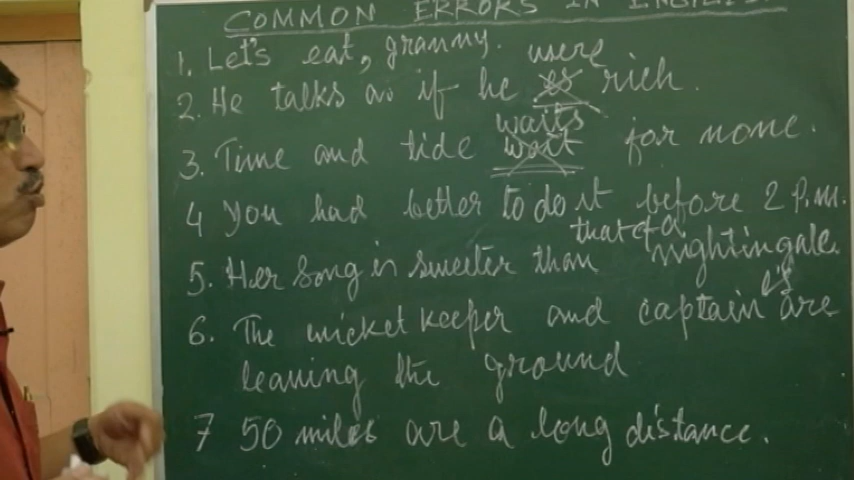 COMMON ERRORS IN ENGLISH
1. Let's eat, granny.
were
2. He talks as if he is rich.
waits
3. Time and tide wait for none.
4 You had better to do it before 2 p.m.
that of a
5. Her song is sweeter than nightingale.
is
6. The wicket keeper and captain are
leaving the ground
7 50 miles are a long distance.